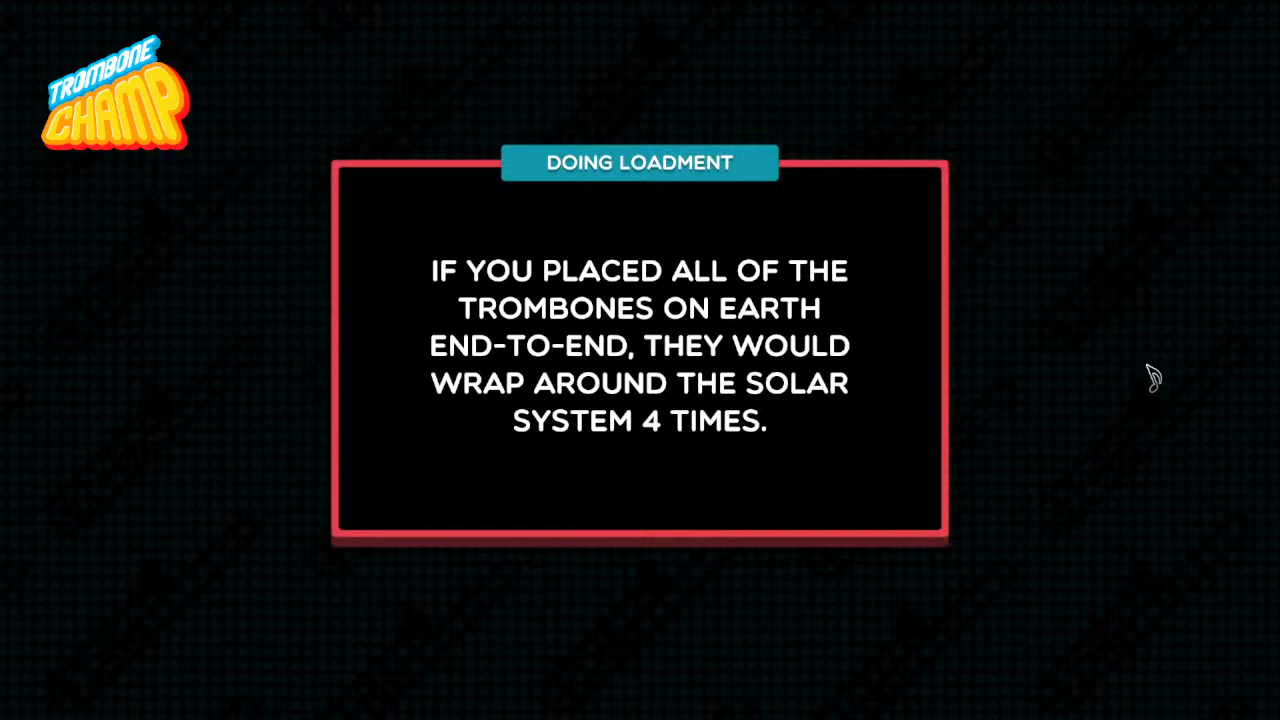 TROMBONE
CHAMP
DOING LOADMENT
IF YOU PLACED ALL OF THE
TROMBONES ON EARTH
END-TO-END, THEY WOULD
WRAP AROUND THE SOLAR
SYSTEM 4 TIMES.